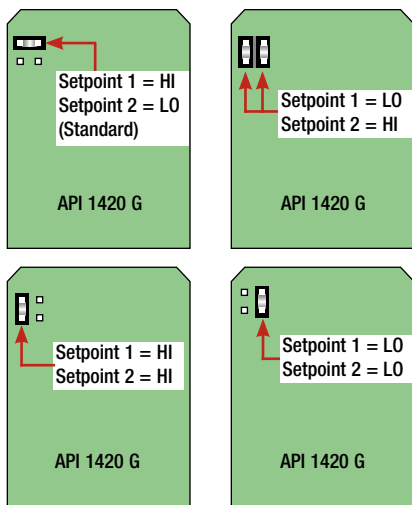 Setpoint 1 = HI
Setpoint 2 = LO
(Standard)
API 1420 G
Setpoint 1 = LO
Setpoint 2 = HI
API 1420 G
Setpoint 1 = HI
Setpoint 2 = HI
API 1420 G
Setpoint 1 = LO
Setpoint 2 = LO
API 1420 G